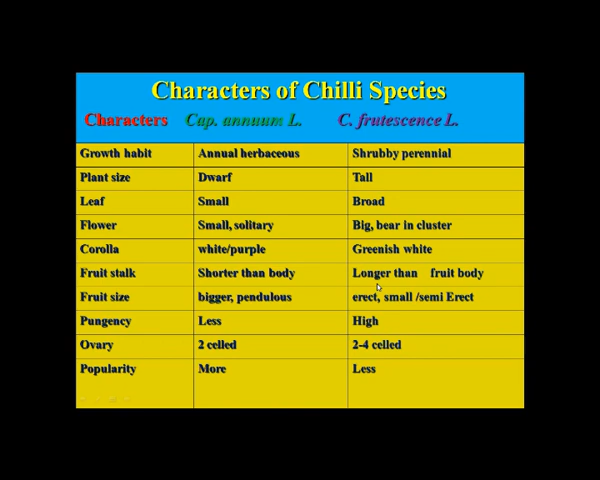 Characters of Chilli Species
Characters Cap. annuum L. C. frutescence L.
Growth habit Annual herbaceous Shrubby perennial
Plant size Dwarf Tall
Leaf Small Broad
Flower Small, solitary Big, bear in cluster
Corolla white/purple Greenish white
Fruit stalk Shorter than body Longer than fruit body
Fruit size bigger, pendulous erect, small /semi Erect
Pungency Less High
Ovary 2 celled 2-4 celled
Popularity More Less